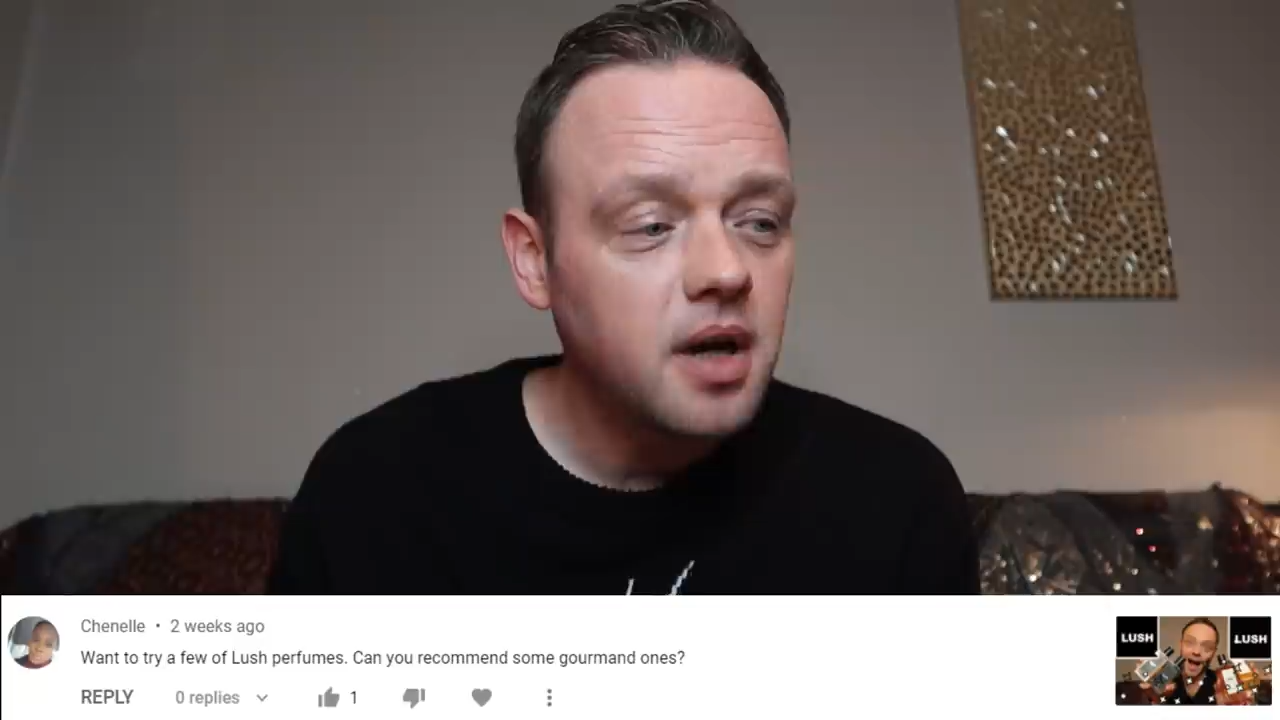 Chenelle • 2 weeks ago
Want to try a few of Lush perfumes. Can you recommend some gourmand ones?
REPLY 0 replies 1
LUSH LUSH